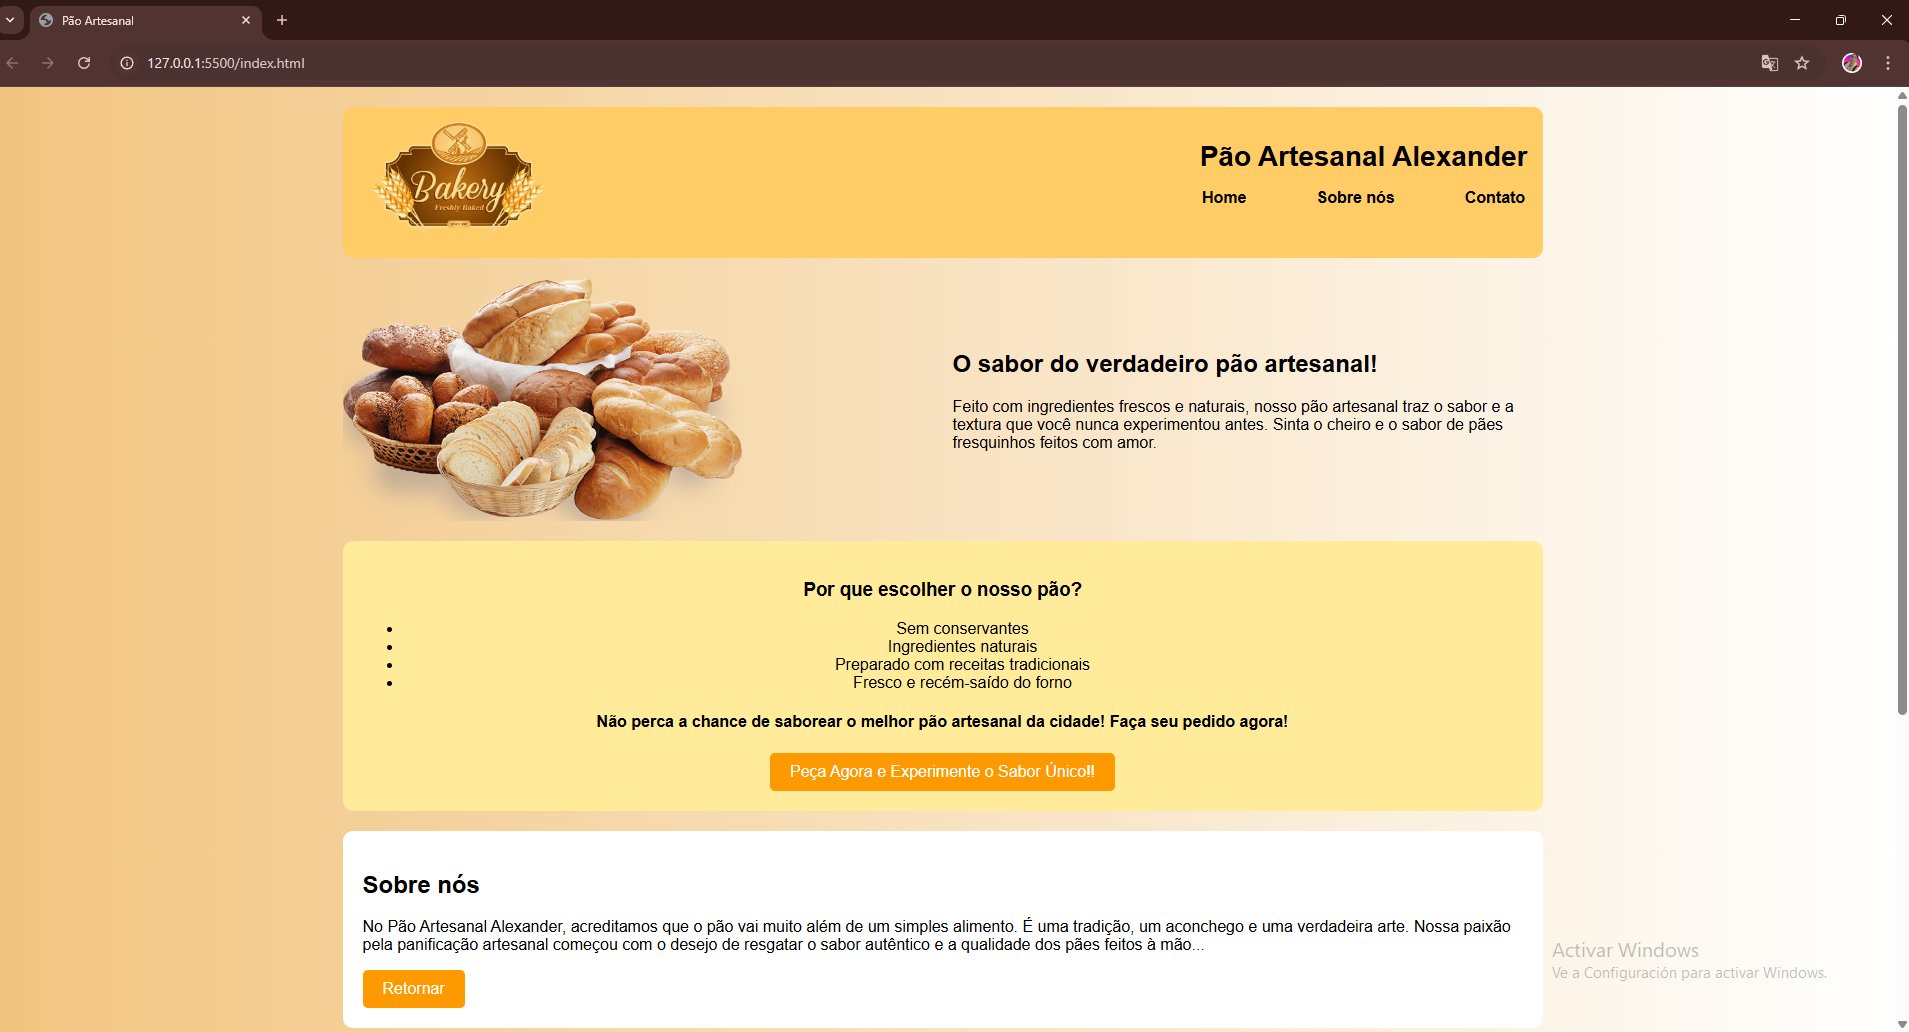 Pão Artesanal
127.0.0.1:5500/index.html
Bakery
Freshly Baked
Pão Artesanal Alexander
Home Sobre nós Contato
O sabor do verdadeiro pão artesanal!
Feito com ingredientes frescos e naturais, nosso pão artesanal traz o sabor e a
textura que você nunca experimentou antes. Sinta o cheiro e o sabor de pães
fresquinhos feitos com amor.
Por que escolher o nosso pão?
Sem conservantes
Ingredientes naturais
Preparado com receitas tradicionais
Fresco e recém-saído do forno
Não perca a chance de saborear o melhor pão artesanal da cidade! Faça seu pedido agora!
Peça Agora e Experimente o Sabor Único!!
Sobre nós
No Pão Artesanal Alexander, acreditamos que o pão vai muito além de um simples alimento. É uma tradição, um aconchego e uma verdadeira arte. Nossa paixão
pela panificação artesanal começou com o desejo de resgatar o sabor autêntico e a qualidade dos pães feitos à mão...
Retornar
Activar Windows
Ve a Configuración para activar Windows.